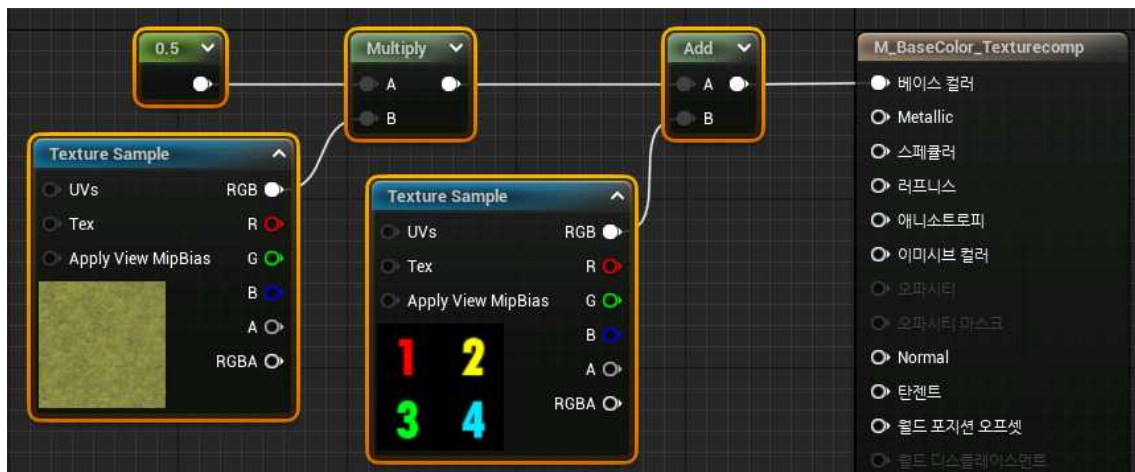 0.5
Multiply
A
B
Add
A
B
M_BaseColor_Texturecomp
베이스 컬러
Metallic
스페큘러
러프니스
애니소트로피
이미시브 컬러
오파시티
오파시티 마스크
Normal
탄젠트
월드 포지션 오프셋
월드 디스플레이스먼트
Texture Sample
UVs RGB
Tex R
Apply View MipBias G
B
A
RGBA
Texture Sample
UVs RGB
Tex R
Apply View MipBias G
B
A
RGBA
1 2
3 4